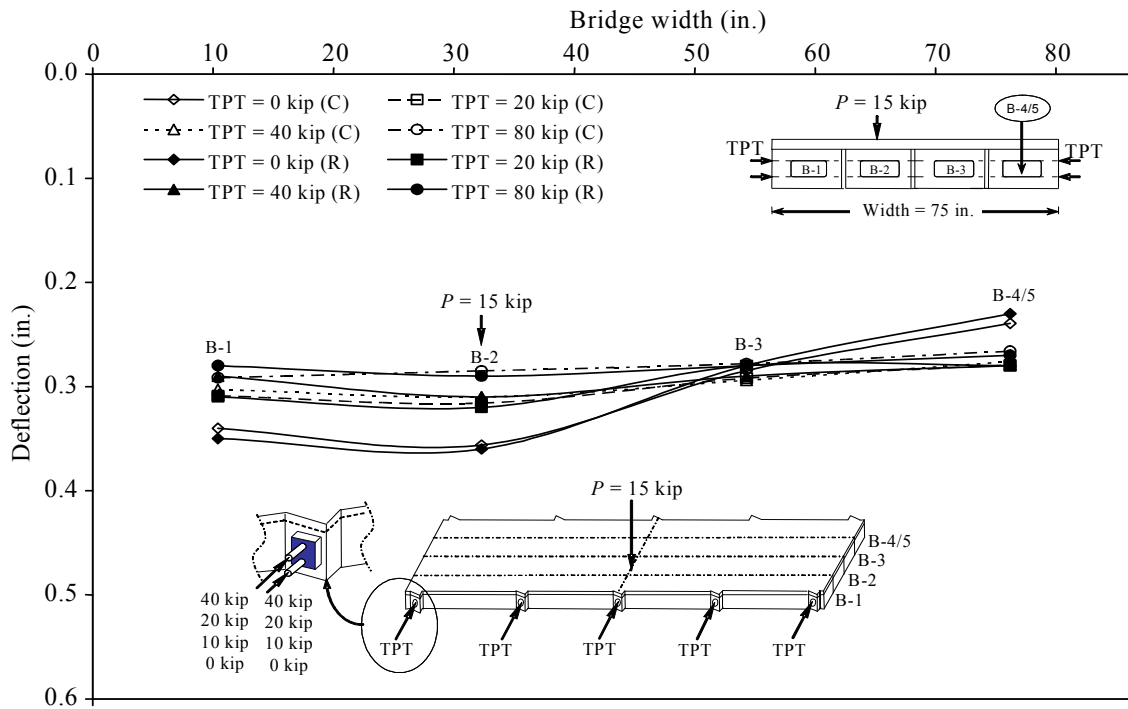 Bridge width (in.)
0 10 20 30 40 50 60 70 80
0.0
0.1
0.2
0.3
0.4
0.5
0.6
Deflection (in.)
TPT = 0 kip (C) TPT = 20 kip (C)
TPT = 40 kip (C) TPT = 80 kip (C)
TPT = 0 kip (R) TPT = 20 kip (R)
TPT = 40 kip (R) TPT = 80 kip (R)
P = 15 kip
B-4/5
TPT TPT
B-1 B-2 B-3
Width = 75 in.
P = 15 kip
B-1 B-2 B-3 B-4/5
P = 15 kip
B-4/5
B-3
B-2
B-1
40 kip 40 kip
20 kip 20 kip
10 kip 10 kip
0 kip 0 kip
TPT TPT TPT TPT TPT